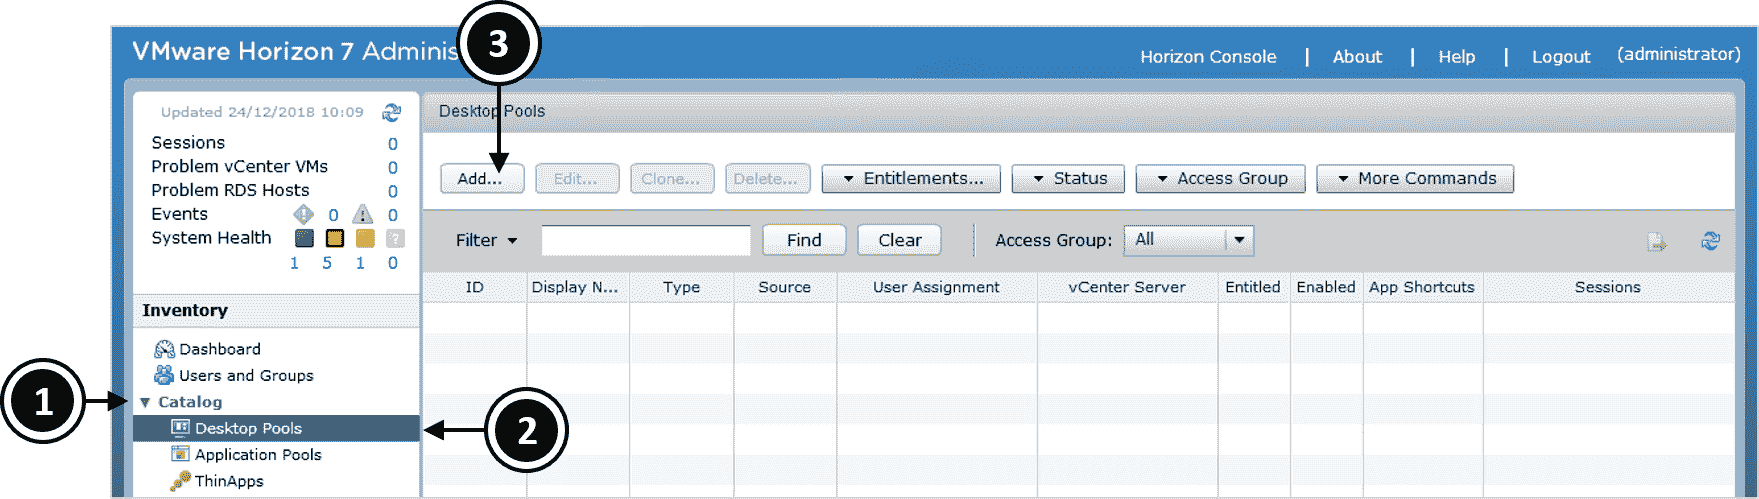 VMware Horizon 7 Adminis
3
Horizon Console | About | Help | Logout (administrator)
Updated 24/12/2018 10:09
Sessions 0
Problem vCenter VMs 0
Problem RDS Hosts 0
Events 0 0
System Health ?
1 5 1 0
Inventory
Dashboard
Users and Groups
1
Catalog
Desktop Pools
2
Application Pools
ThinApps
Desktop Pools
Add... Edit... Clone... Delete... Entitlements... Status Access Group More Commands
Filter Find Clear Access Group: All
ID Display N... Type Source User Assignment vCenter Server Entitled Enabled App Shortcuts Sessions